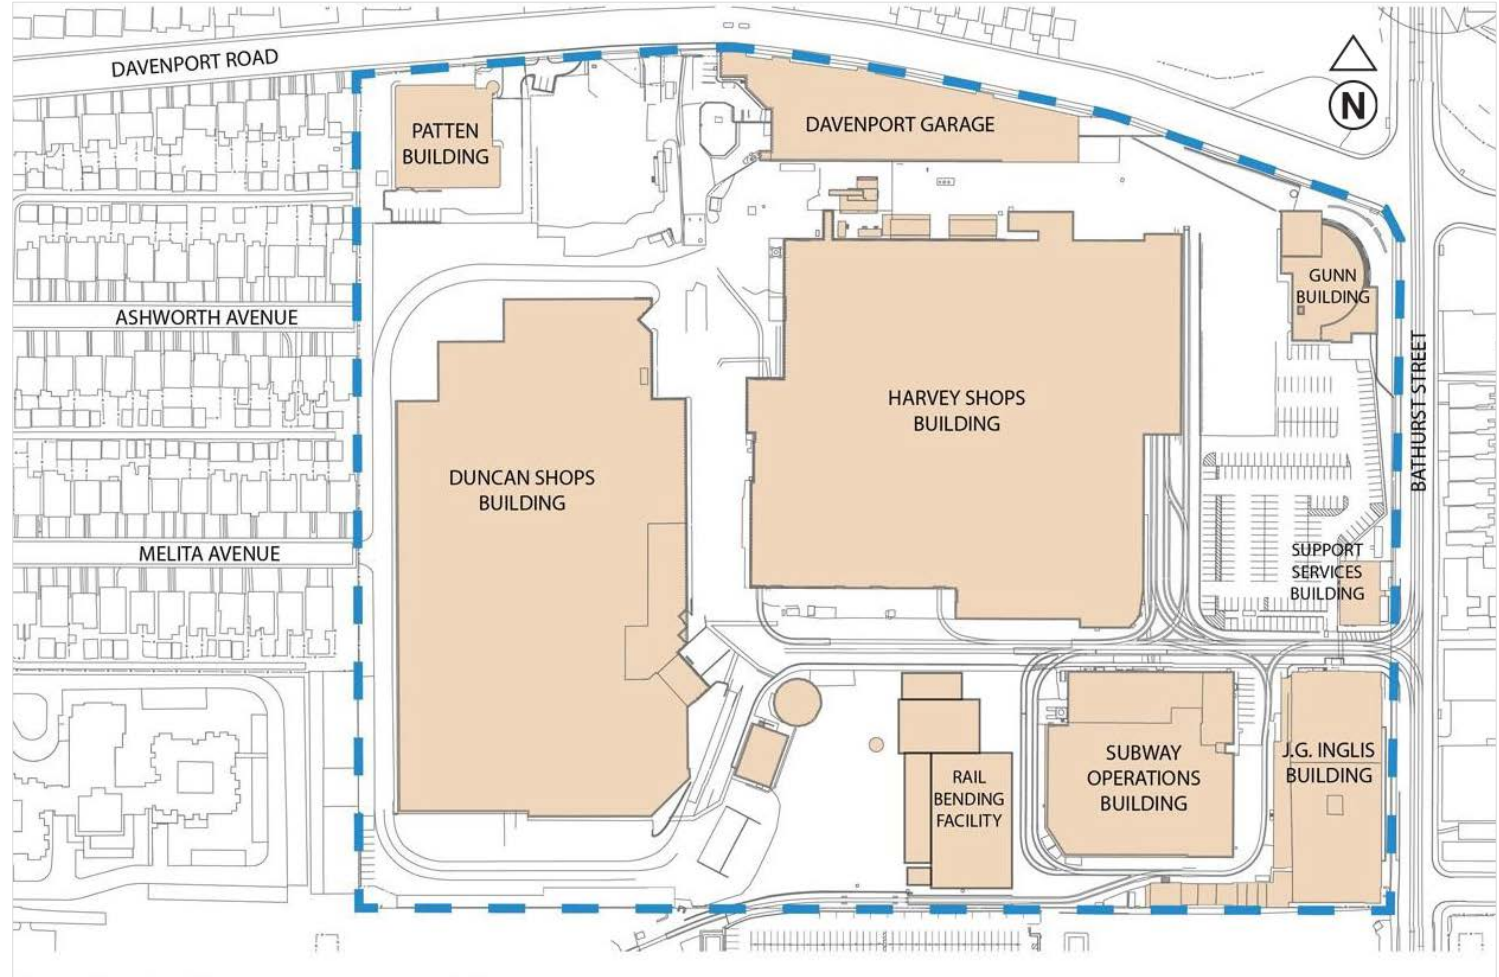 DAVENPORT ROAD
N
PATTEN
BUILDING
DAVENPORT GARAGE
GUNN
BUILDING
ASHWORTH AVENUE
HARVEY SHOPS
BUILDING
BATHURST STREET
DUNCAN SHOPS
BUILDING
MELITA AVENUE
SUPPORT
SERVICES
BUILDING
SUBWAY
OPERATIONS
BUILDING
J.G. INGLIS
BUILDING
RAIL
BENDING
FACILITY